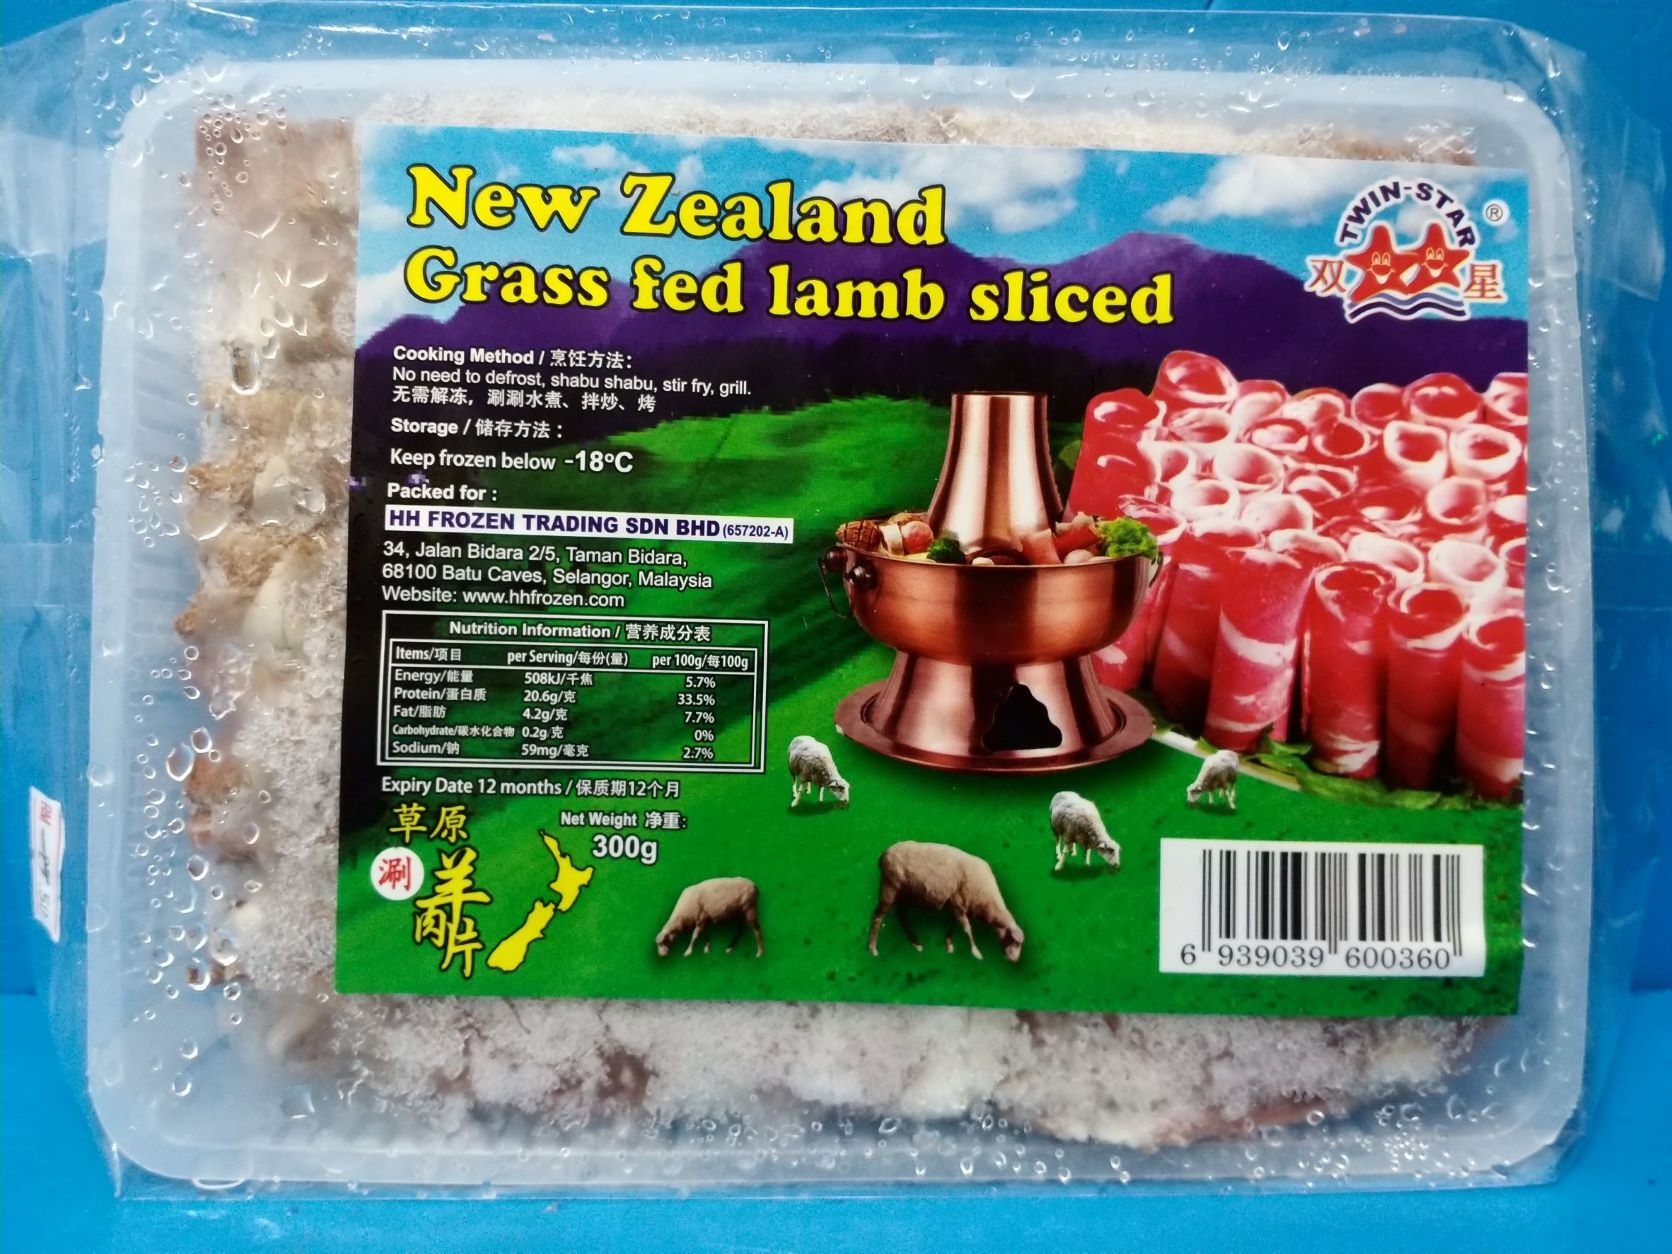 New Zealand
Grass fed lamb sliced
TWIN-STAR ®
双 星
Cooking Method / 烹饪方法:
No need to defrost, shabu shabu, stir fry, grill.
无需解冻，涮涮水煮、拌炒、烤
Storage / 储存方法：
Keep frozen below -18°C
Packed for :
HH FROZEN TRADING SDN BHD (657202-A)
34, Jalan Bidara 2/5, Taman Bidara,
68100 Batu Caves, Selangor, Malaysia
Website: www.hhfrozen.com
Nutrition Information / 营养成分表
Items/项目 per Serving/每份(量) per 100g/每100g
Energy/能量 508kJ/千焦 5.7%
Protein/蛋白质 20.6g/克 33.5%
Fat/脂肪 4.2g/克 7.7%
Carbohydrate/碳水化合物 0.2g/克 0%
Sodium/钠 59mg/毫克 2.7%
Expiry Date 12 months / 保质期12个月
草原
涮
羊肉片
Net Weight 净重:
300g
6 939039 600360
RM